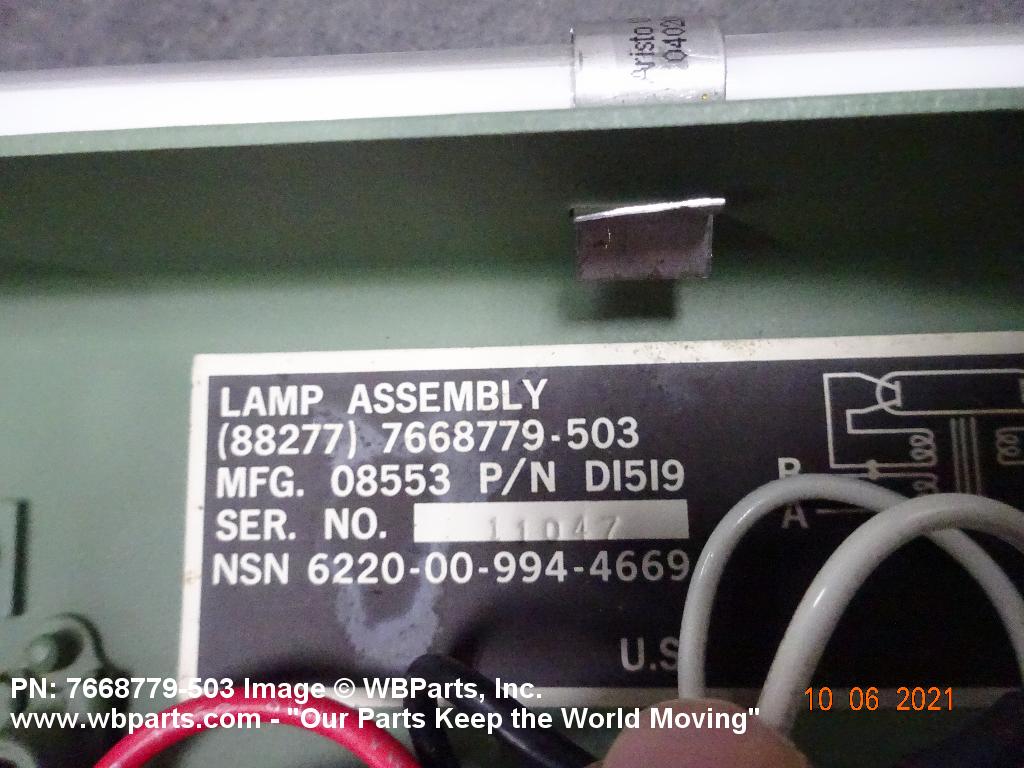 Aristo
LAMP ASSEMBLY
(88277) 7668779-503
MFG. 08553 P/N D1519
SER. NO. 11047
NSN 6220-00-994-4669
B
A
U.S
PN: 7668779-503 Image © WBParts, Inc.
www.wbparts.com - "Our Parts Keep the World Moving"
10 06 2021